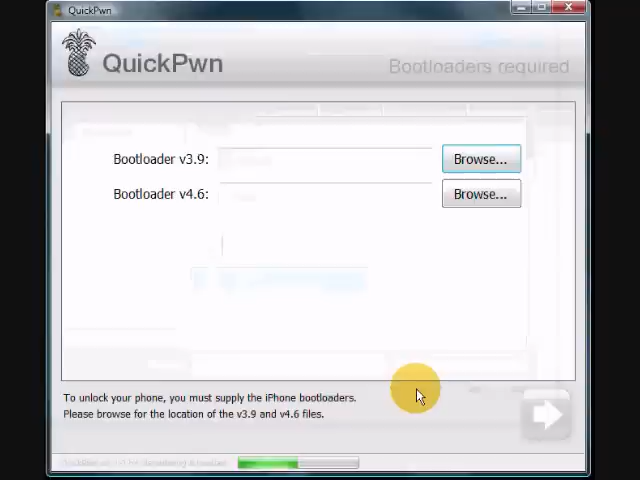 QuickPwn
QuickPwn
Bootloaders required
Bootloader v3.9:
Browse...
Bootloader v4.6:
Browse...
To unlock your phone, you must supply the iPhone bootloaders.
Please browse for the location of the v3.9 and v4.6 files.